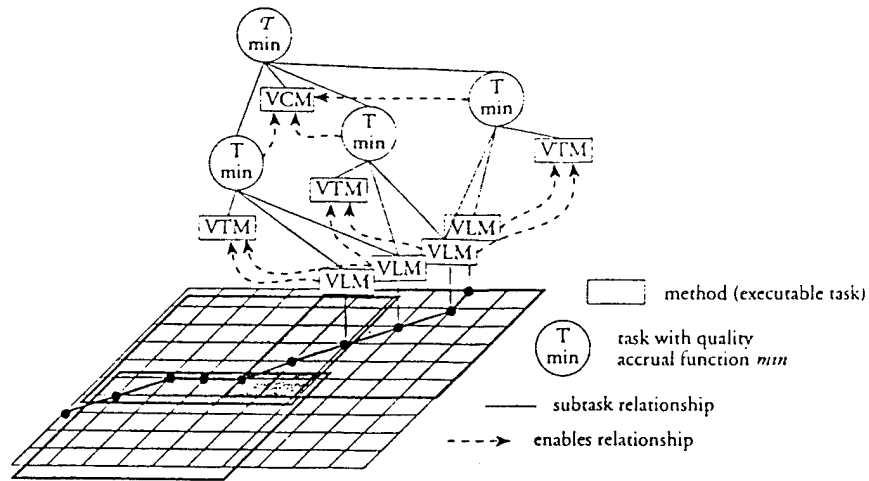 T
min
T
min
VCM
T
min
T
min
VTM
VTM
VTM
VLM
VLM
VLM
VLM
method (executable task)
T
min
task with quality
accrual function min
subtask relationship
enables relationship